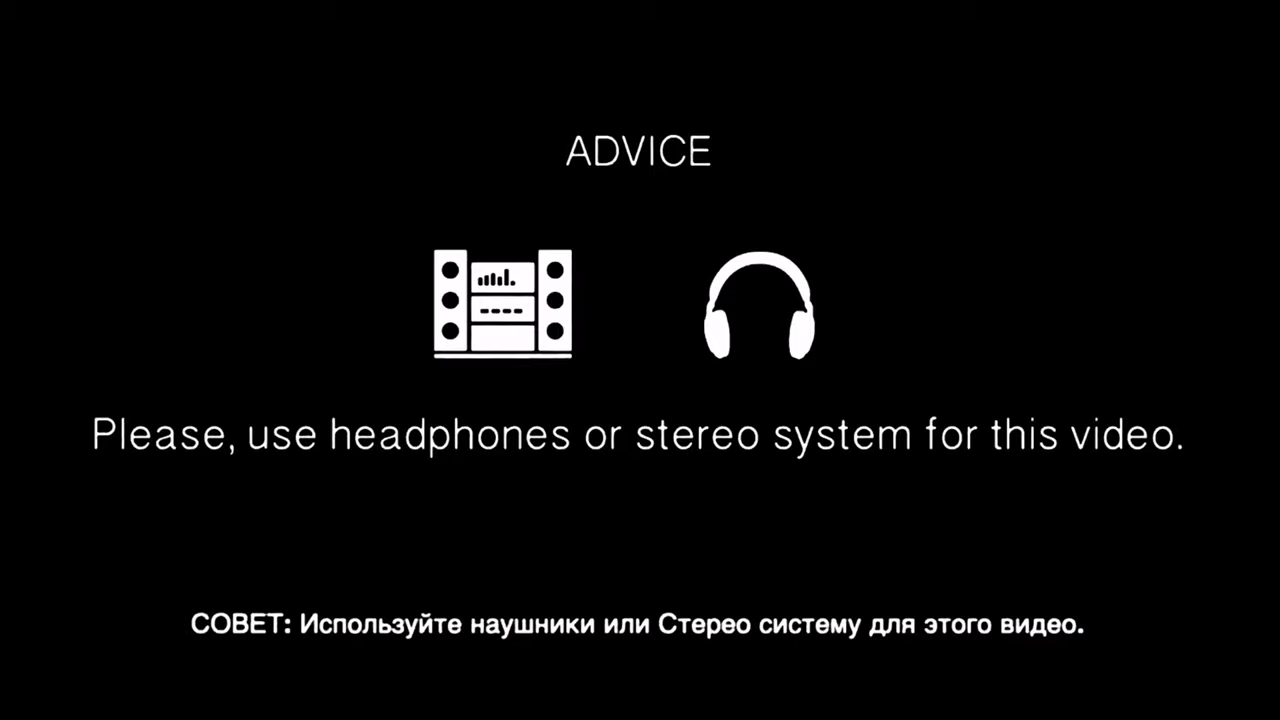 ADVICE
Please, use headphones or stereo system for this video.
СОВЕТ: Используйте наушники или Стерео систему для этого видео.